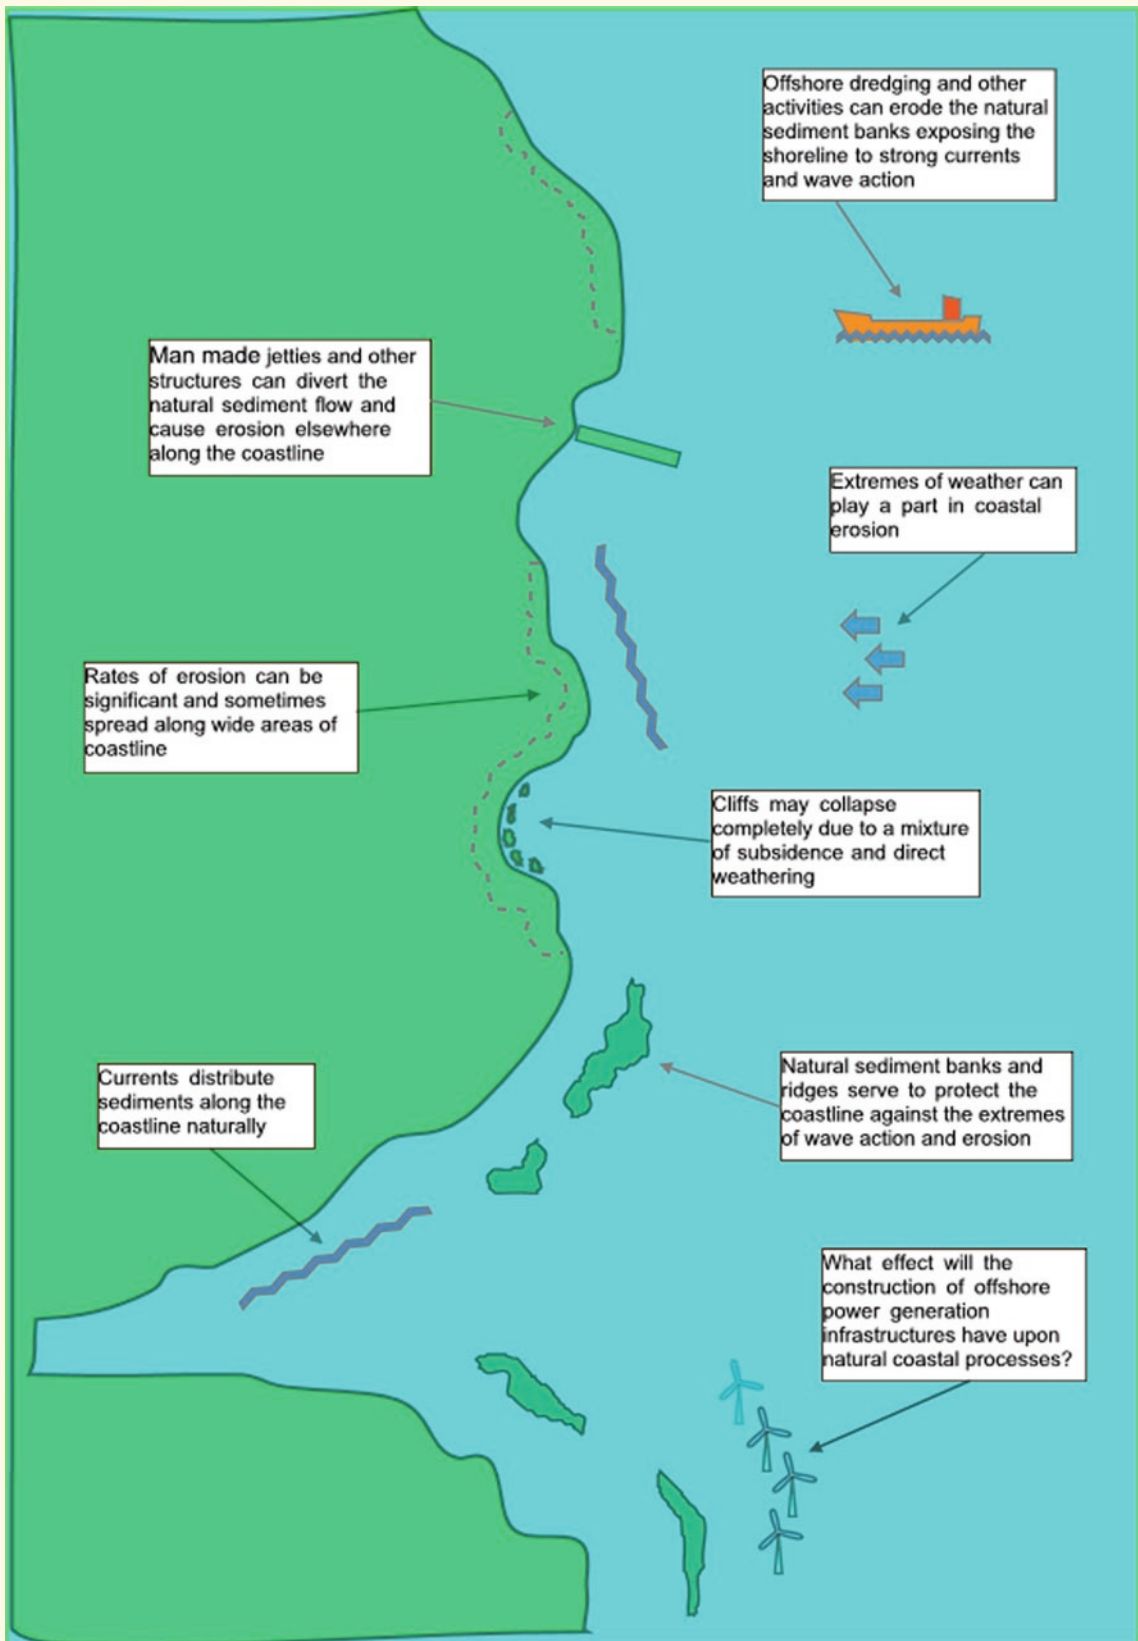 Offshore dredging and other
activities can erode the natural
sediment banks exposing the
shoreline to strong currents
and wave action
Man made jetties and other
structures can divert the
natural sediment flow and
cause erosion elsewhere
along the coastline
Extremes of weather can
play a part in coastal
erosion
Rates of erosion can be
significant and sometimes
spread along wide areas of
coastline
Cliffs may collapse
completely due to a mixture
of subsidence and direct
weathering
Natural sediment banks and
ridges serve to protect the
coastline against the extremes
of wave action and erosion
Currents distribute
sediments along the
coastline naturally
What effect will the
construction of offshore
power generation
infrastructures have upon
natural coastal processes?